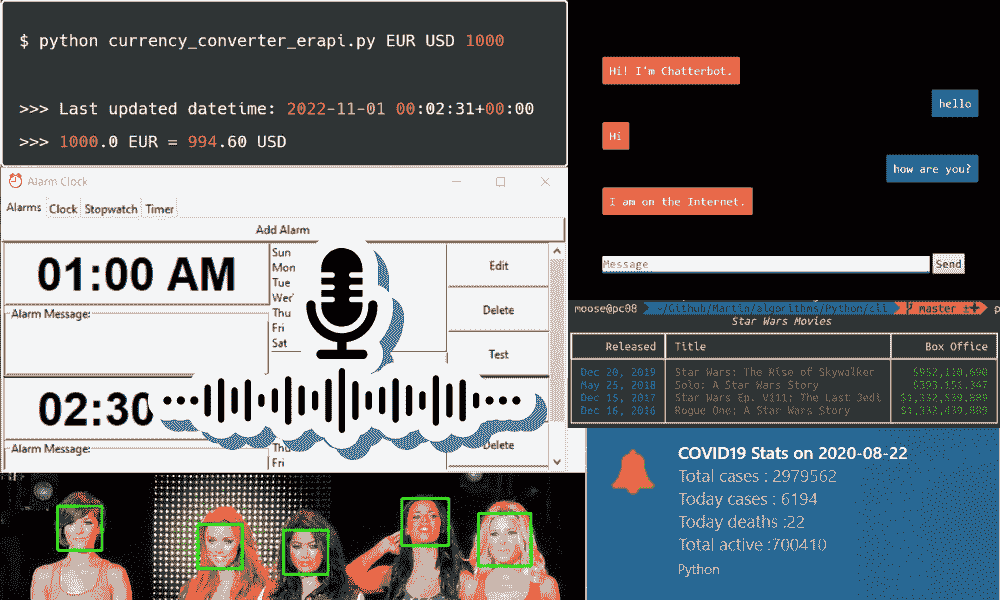 $ python currency_converter_erapi.py EUR USD 1000
>>> Last updated datetime: 2022-11-01 00:02:31+00:00
>>> 1000.0 EUR = 994.60 USD
Hi! I'm Chatterbot.
hello
Hi
how are you?
I am on the Internet.
Message Send
Alarm Clock
Alarms Clock Stopwatch Timer
Add Alarm
01:00 AM
Alarm Message:
Sun
Mon
Tue
Wed
Thu
Fri
Sat
Edit
Delete
Test
02:30
Alarm Message:
Thu
Fri
Delete
moose@pc08 ~/Github/Martin/algorithms/Python/cli master
Star Wars Movies
Released Title Box Office
Dec 20, 2019 Star Wars: The Rise of Skywalker $952,110,690
May 25, 2018 Solo: A Star Wars Story $393,151,347
Dec 15, 2017 Star Wars Ep. V111: The Last Jedi $1,332,539,889
Dec 16, 2016 Rogue One: A Star Wars Story $1,332,439,889
COVID19 Stats on 2020-08-22
Total cases : 2979562
Today cases : 6194
Today deaths :22
Total active :700410
Python